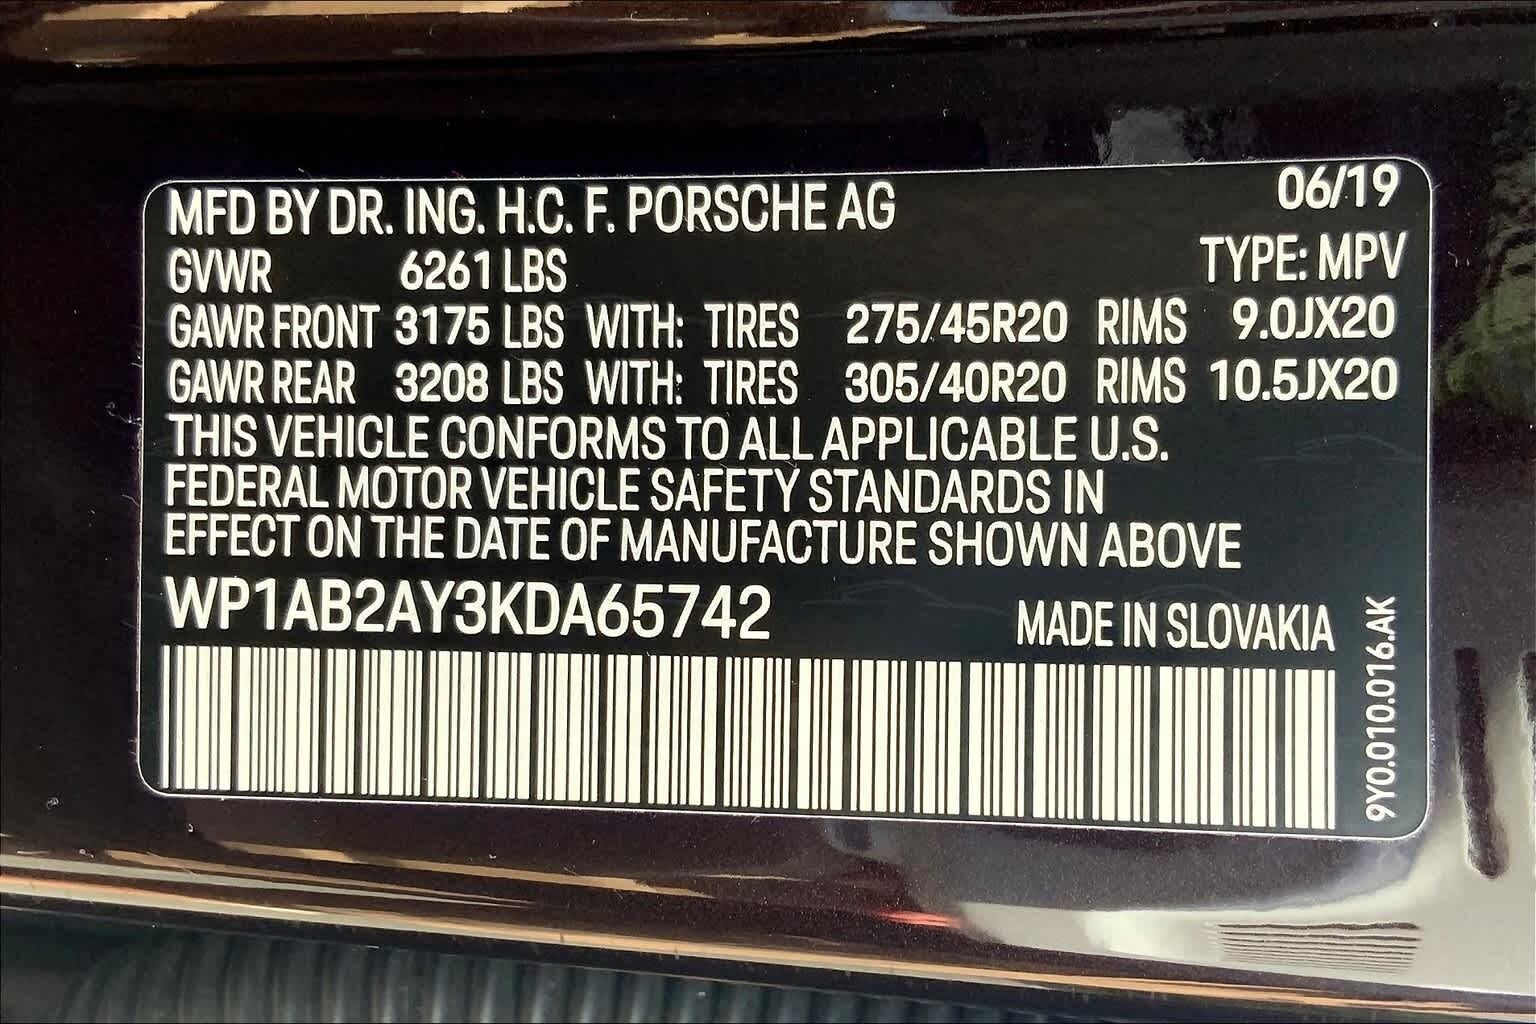 MFD BY DR. ING. H.C. F. PORSCHE AG 06/19
GVWR 6261 LBS TYPE: MPV
GAWR FRONT 3175 LBS WITH: TIRES 275/45R20 RIMS 9.0JX20
GAWR REAR 3208 LBS WITH: TIRES 305/40R20 RIMS 10.5JX20
THIS VEHICLE CONFORMS TO ALL APPLICABLE U.S.
FEDERAL MOTOR VEHICLE SAFETY STANDARDS IN
EFFECT ON THE DATE OF MANUFACTURE SHOWN ABOVE
WP1AB2AY3KDA65742 MADE IN SLOVAKIA
9Y0.010.016.AK